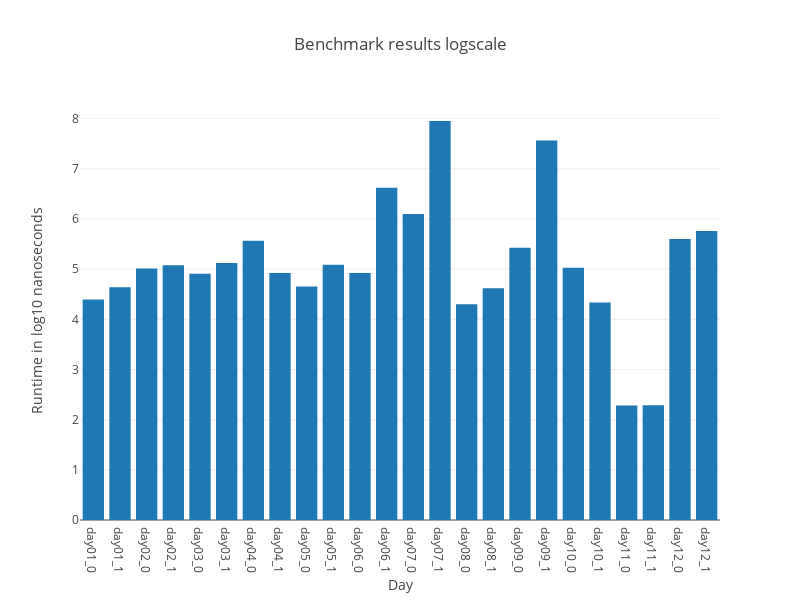 Benchmark results logscale
Runtime in log10 nanoseconds
8
7
6
5
4
3
2
1
0
day01_0
day01_1
day02_0
day02_1
day03_0
day03_1
day04_0
day04_1
day05_0
day05_1
day06_0
day06_1
day07_0
day07_1
day08_0
day08_1
day09_0
day09_1
day10_0
day10_1
day11_0
day11_1
day12_0
day12_1
Day